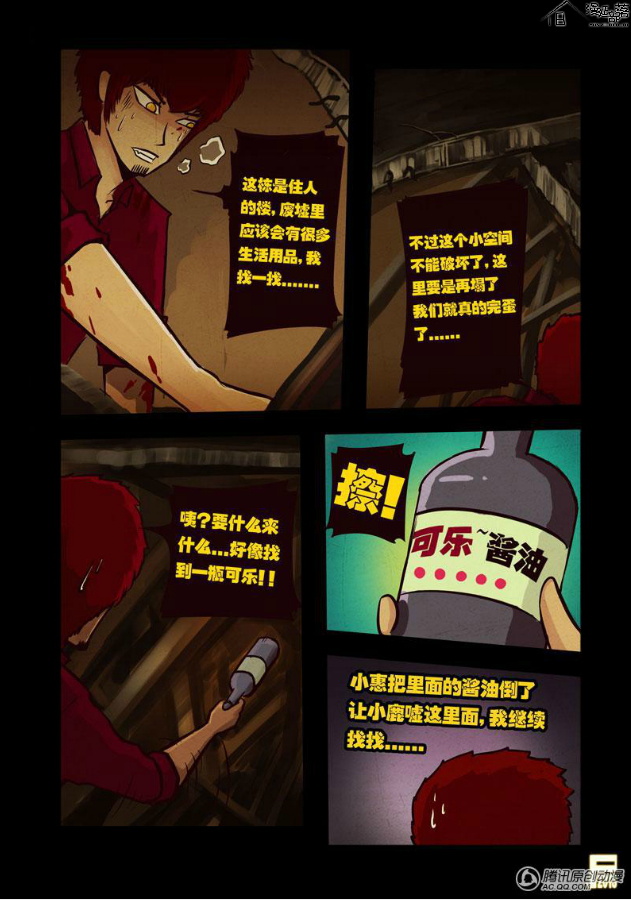 漫征部落
这栋是住人
的楼，废墟里
应该会有很多
生活用品，我
找一找.......
不过这个小空间
不能破坏了，这
里要是再塌了
我们就真的完蛋
了......
咦？要什么来
什么...好像找
到一瓶可乐！！
擦！
可乐~酱油
小惠把里面的酱油倒了
让小鹿嘘这里面，我继续
找找......
腾讯原创动漫
AC.QQ.COM